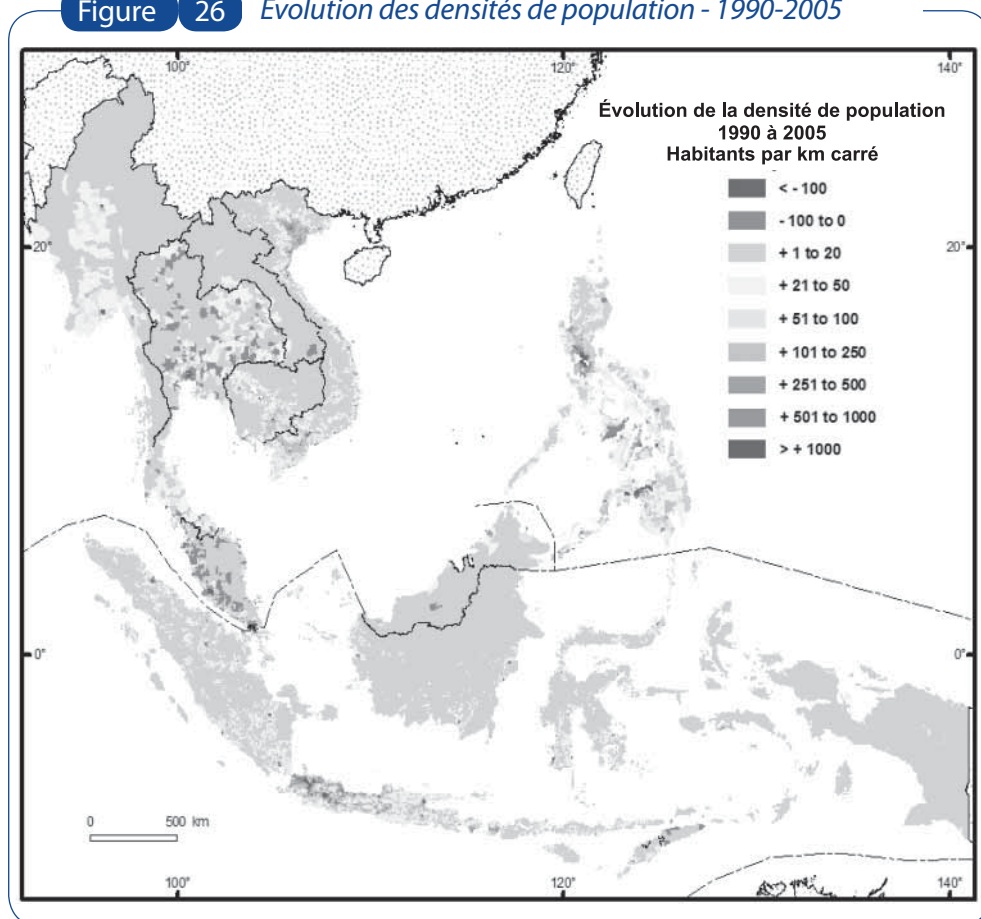 Figure 26 Évolution des densités de population - 1990-2005
100° 120° 140°
Évolution de la densité de population
1990 à 2005
Habitants par km carré
< - 100
- 100 to 0
20° 20°
+ 1 to 20
+ 21 to 50
+ 51 to 100
+ 101 to 250
+ 251 to 500
+ 501 to 1000
> + 1000
0° 0°
0 500 km
100° 120° 140°